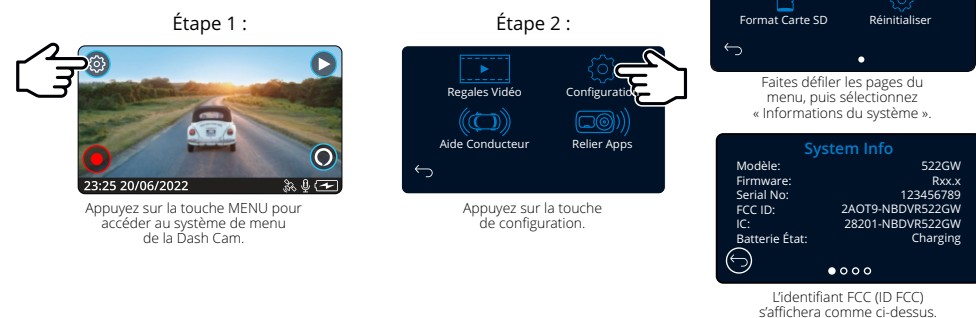 Étape 1 :
23:25 20/06/2022
Appuyez sur la touche MENU pour
accéder au système de menu
de la Dash Cam.
Étape 2 :
Regales Vidéo
Configuration
Aide Conducteur
Relier Apps
Appuyez sur la touche
de configuration.
Format Carte SD
Réinitialiser
Faites défiler les pages du
menu, puis sélectionnez
« Informations du système ».
System Info
Modèle: 522GW
Firmware: Rxx.x
Serial No: 123456789
FCC ID: 2AOT9-NBDVR522GW
IC: 28201-NBDVR522GW
Batterie État: Charging
L’identifiant FCC (ID FCC)
s’affichera comme ci-dessus.